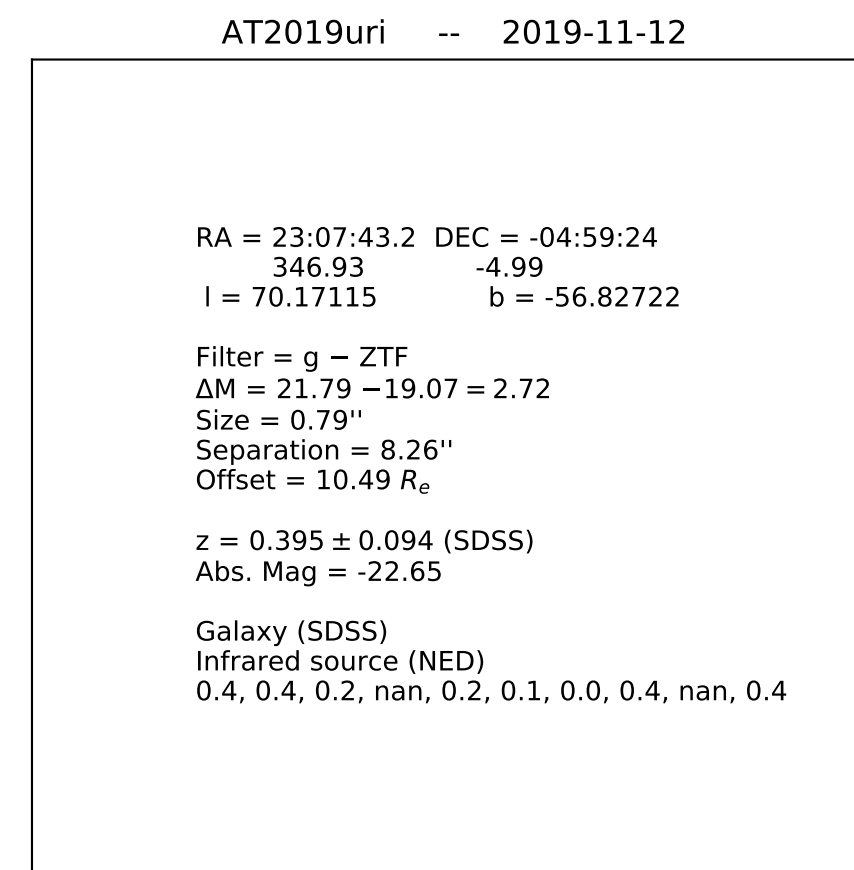 AT2019uri -- 2019-11-12
RA = 23:07:43.2 DEC = -04:59:24
346.93 -4.99
l = 70.17115 b = -56.82722
Filter = g − ZTF
ΔM = 21.79 −19.07 = 2.72
Size = 0.79''
Separation = 8.26''
Offset = 10.49 Rₑ
z = 0.395 ± 0.094 (SDSS)
Abs. Mag = -22.65
Galaxy (SDSS)
Infrared source (NED)
0.4, 0.4, 0.2, nan, 0.2, 0.1, 0.0, 0.4, nan, 0.4